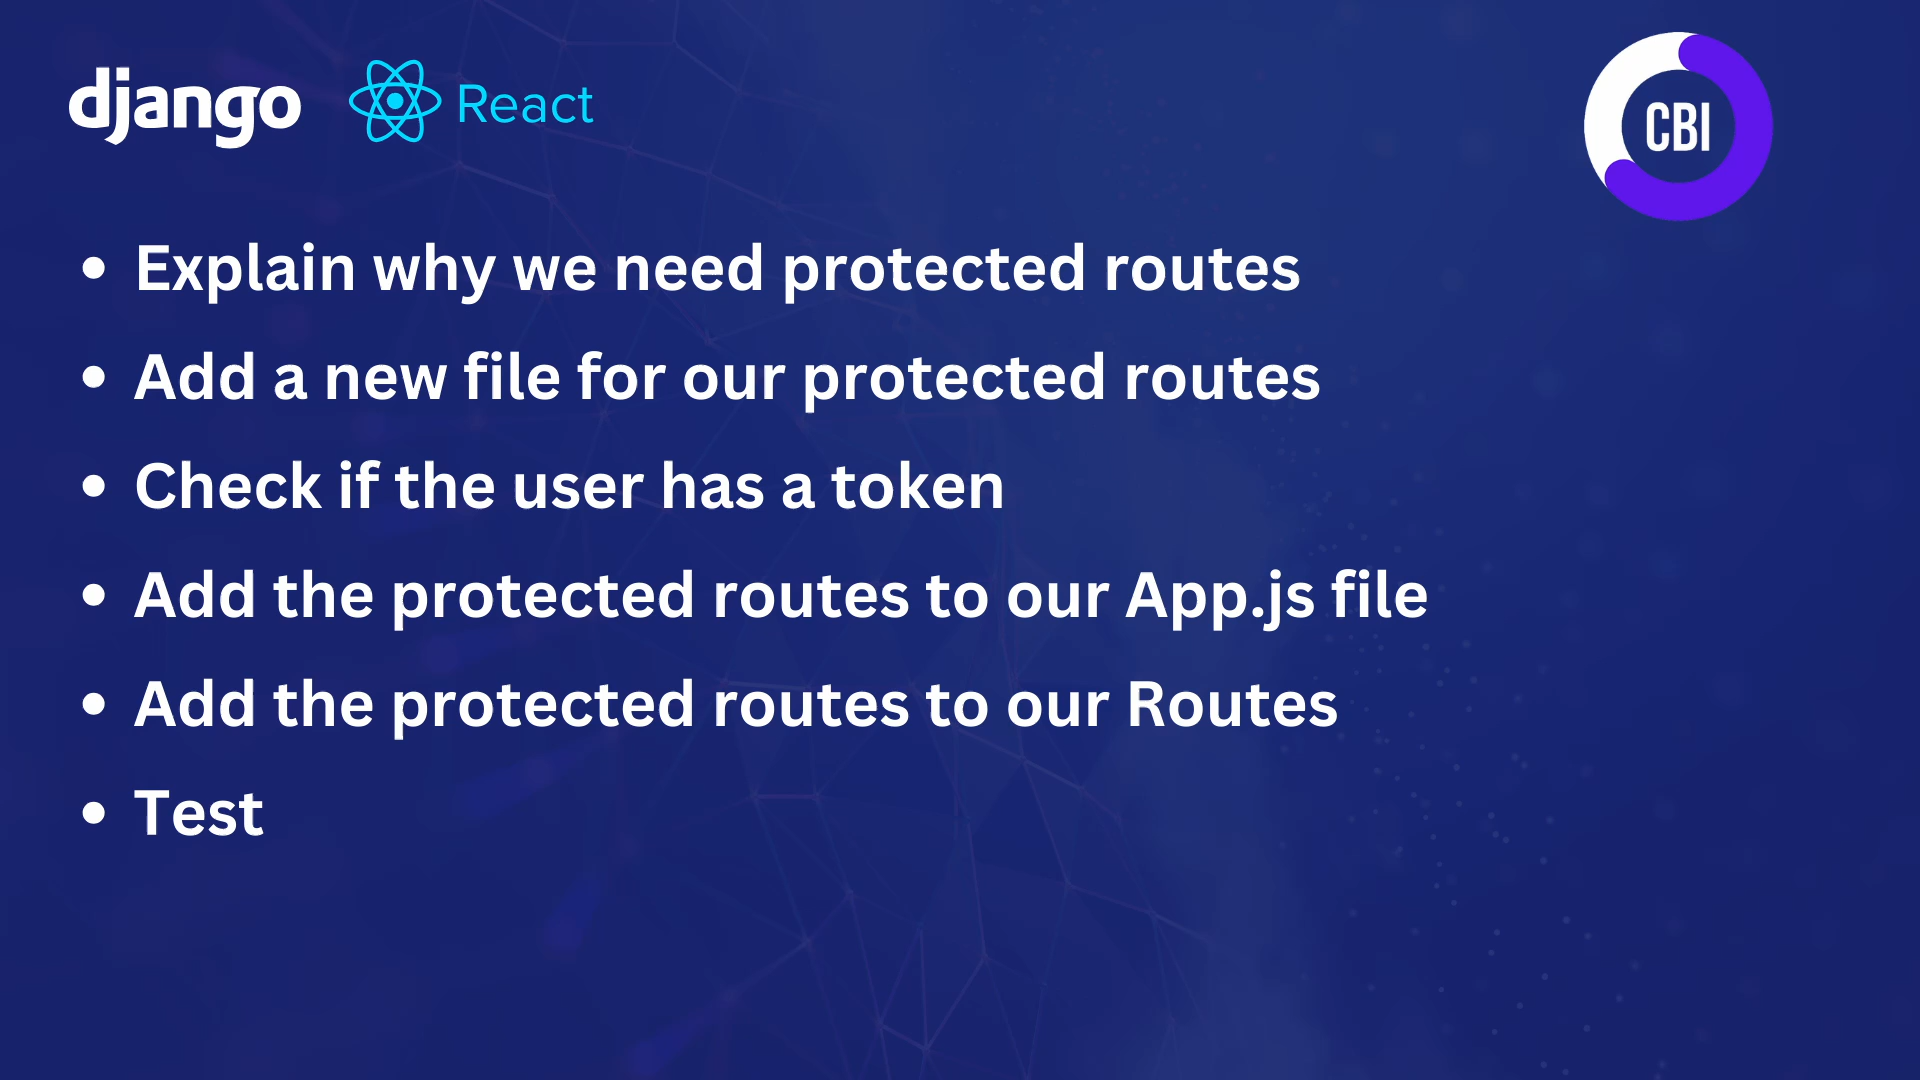 django React CBI
• Explain why we need protected routes
• Add a new file for our protected routes
• Check if the user has a token
• Add the protected routes to our App.js file
• Add the protected routes to our Routes
• Test